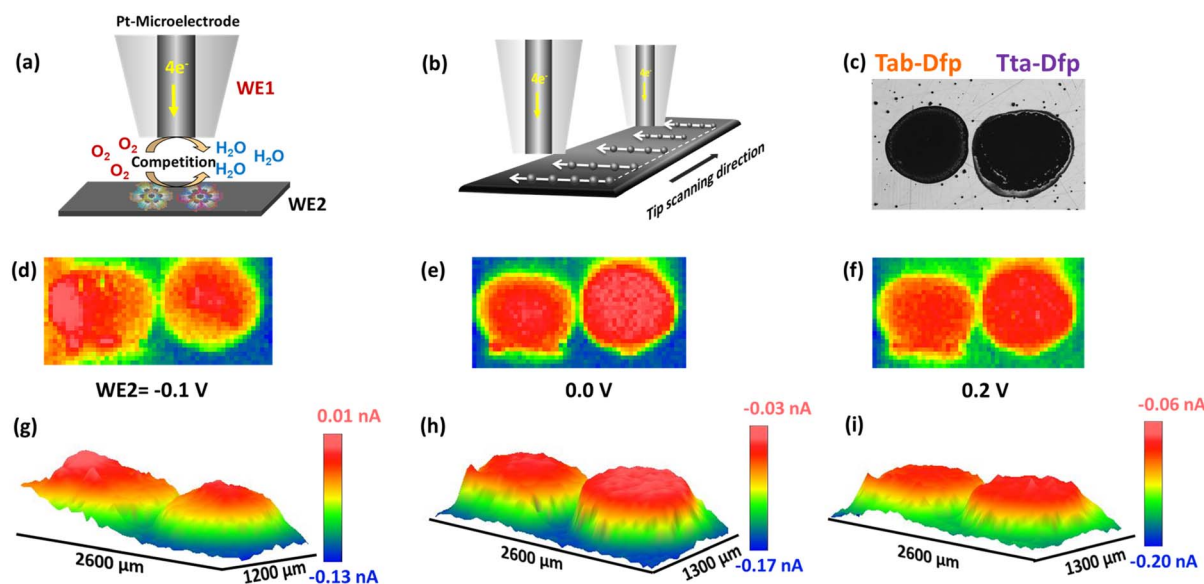 Pt-Microelectrode
(a)
4e-
WE1
O2
O2
O2
Competition
H2O
H2O
H2O
WE2
(b)
4e-
4e-
Tip scanning direction
(c)
Tab-Dfp
Tta-Dfp
(d)
WE2= -0.1 V
(e)
0.0 V
(f)
0.2 V
(g)
0.01 nA
-0.13 nA
2600 μm
1200 μm
(h)
-0.03 nA
-0.17 nA
2600 μm
1300 μm
(i)
-0.06 nA
-0.20 nA
2600 μm
1300 μm